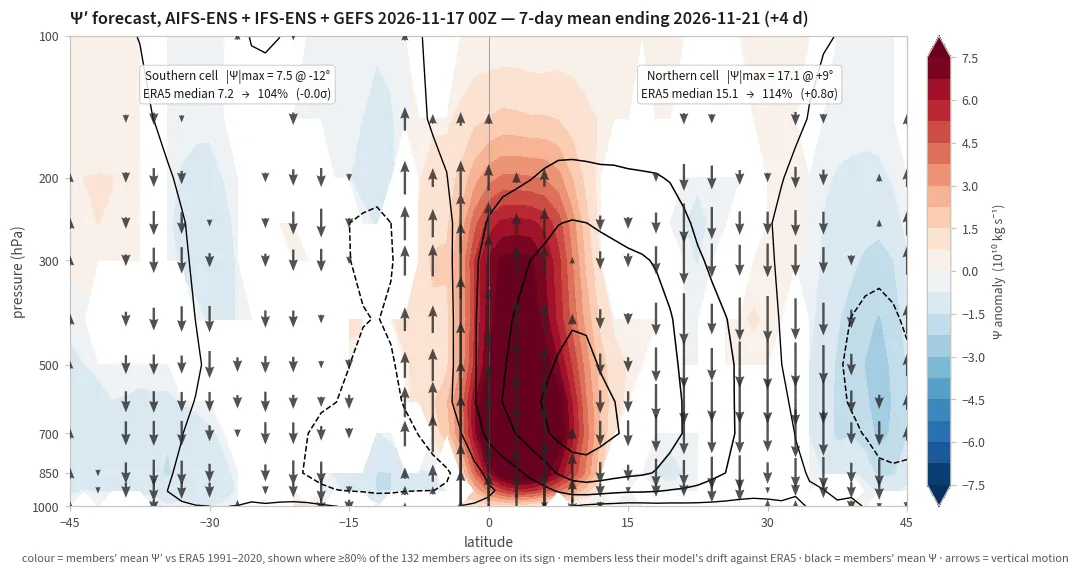 Ψ′ forecast, AIFS-ENS + IFS-ENS + GEFS 2026-11-17 00Z — 7-day mean ending 2026-11-21 (+4 d)
Southern cell |Ψ|max = 7.5 @ -12°
ERA5 median 7.2 → 104% (-0.0σ)
Northern cell |Ψ|max = 17.1 @ +9°
ERA5 median 15.1 → 114% (+0.8σ)
pressure (hPa)
100
200
300
500
700
850
1000
−45
−30
−15
0
15
30
45
latitude
7.5
6.0
4.5
3.0
1.5
0.0
−1.5
−3.0
−4.5
−6.0
−7.5
Ψ anomaly (10¹⁰ kg s⁻¹)
colour = members' mean Ψ′ vs ERA5 1991–2020, shown where ≥80% of the 132 members agree on its sign · members less their model's drift against ERA5 · black = members' mean Ψ · arrows = vertical motion